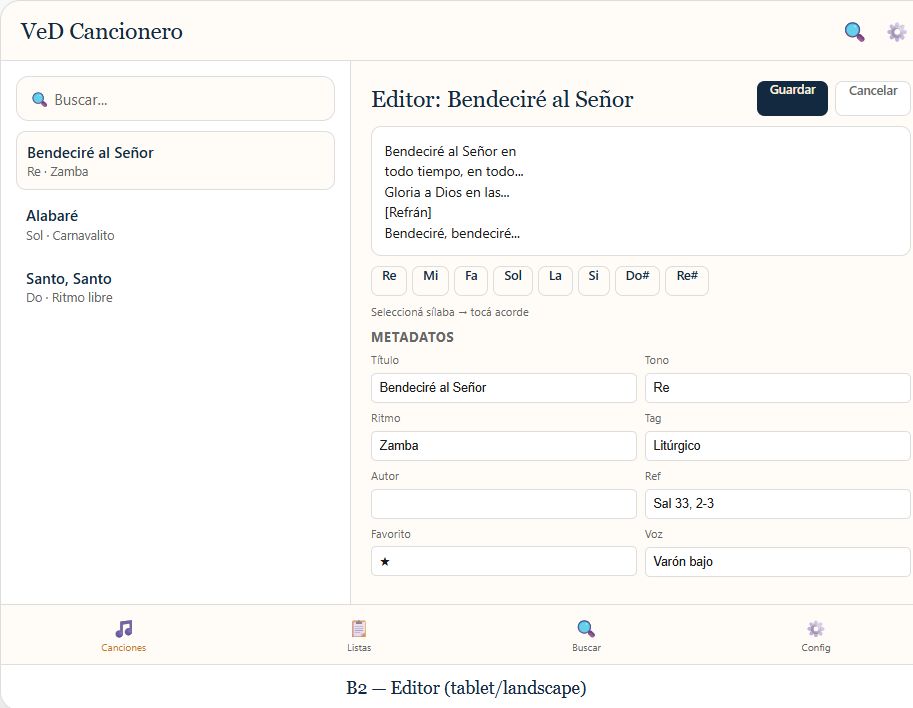 VeD Cancionero
Buscar...
Bendeciré al Señor
Re · Zamba
Alabaré
Sol · Carnavalito
Santo, Santo
Do · Ritmo libre
Editor: Bendeciré al Señor
Guardar
Cancelar
Bendeciré al Señor en
todo tiempo, en todo...
Gloria a Dios en las...
[Refrán]
Bendeciré, bendeciré...
Re Mi Fa Sol La Si Do# Re#
Seleccioná sílaba → tocá acorde
METADATOS
Título
Bendeciré al Señor
Tono
Re
Ritmo
Zamba
Tag
Litúrgico
Autor
Ref
Sal 33, 2-3
Favorito
★
Voz
Varón bajo
Canciones
Listas
Buscar
Config
B2 — Editor (tablet/landscape)